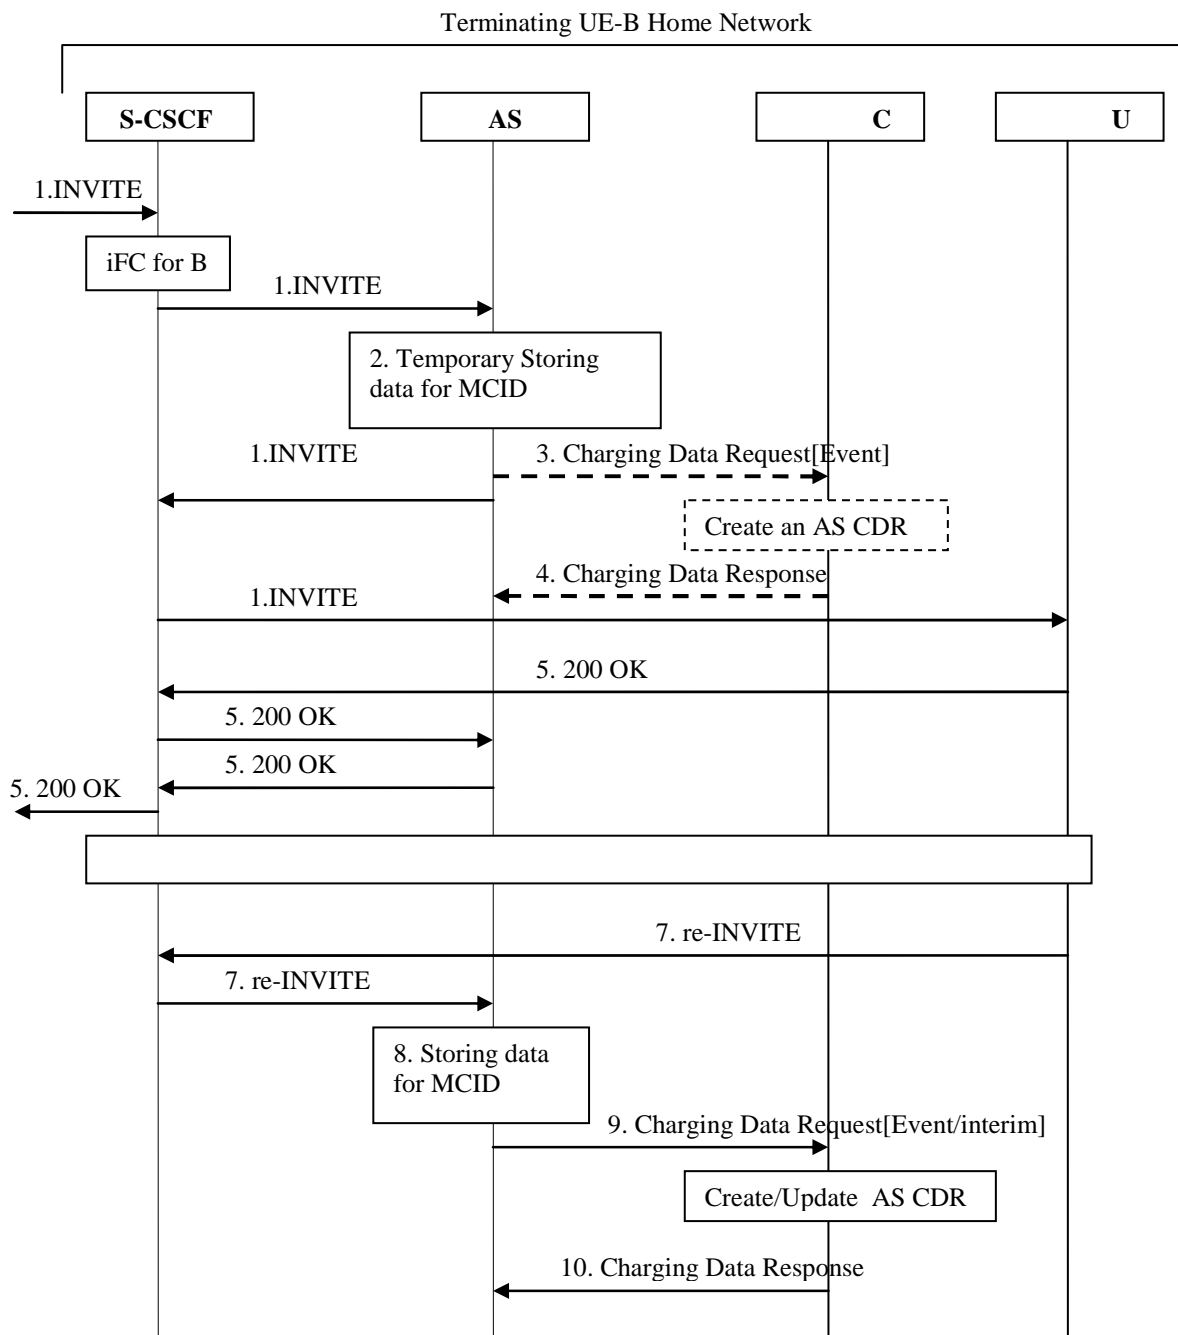 Terminating UE-B Home Network
S-CSCF
AS
C
U
1.INVITE
iFC for B
1.INVITE
2. Temporary Storing
data for MCID
1.INVITE
3. Charging Data Request[Event]
Create an AS CDR
4. Charging Data Response
1.INVITE
5. 200 OK
5. 200 OK
5. 200 OK
5. 200 OK
7. re-INVITE
7. re-INVITE
8. Storing data
for MCID
9. Charging Data Request[Event/interim]
Create/Update AS CDR
10. Charging Data Response